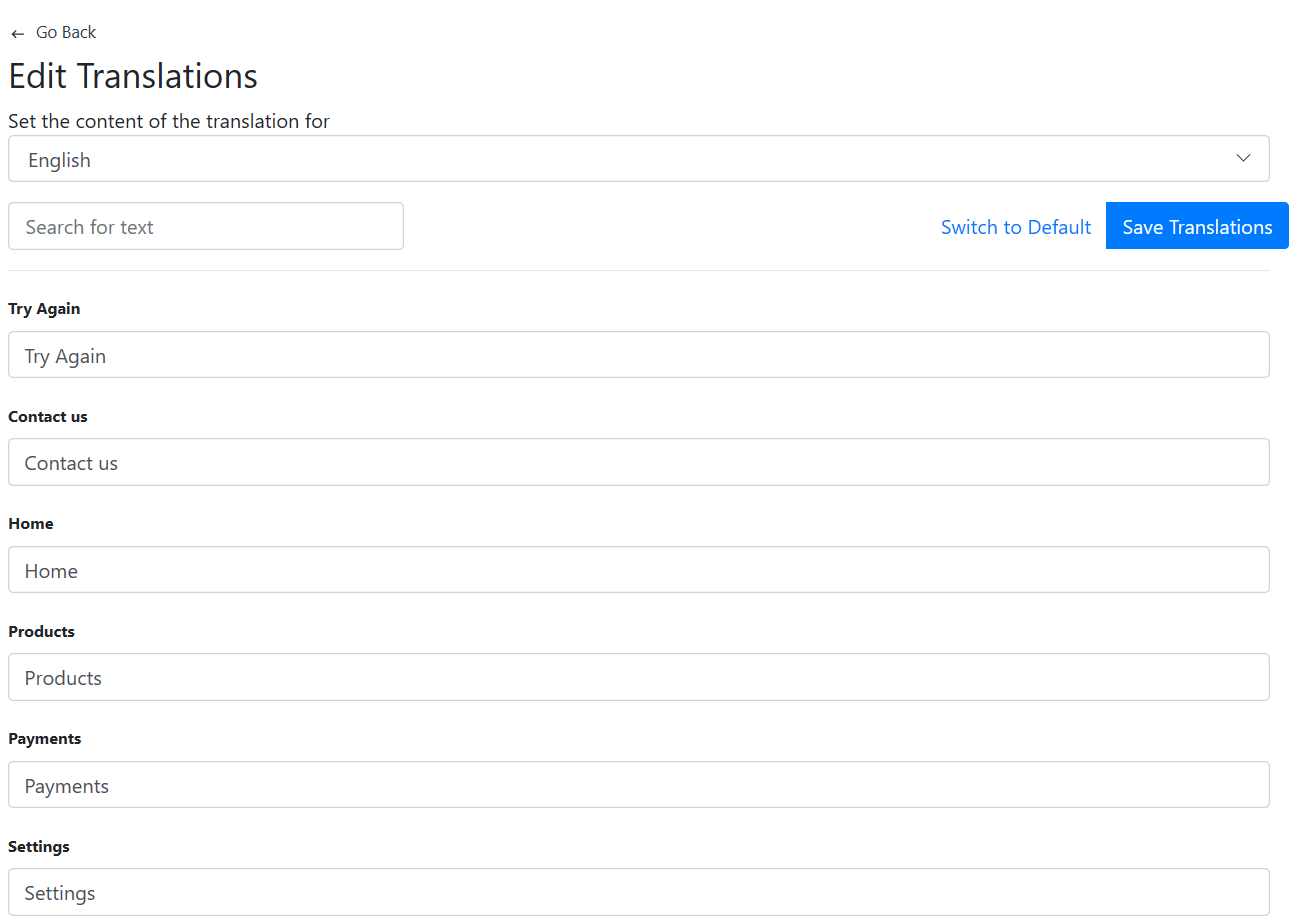 Go Back
Edit Translations
Set the content of the translation for
English
Search for text
Switch to Default
Save Translations
Try Again
Try Again
Contact us
Contact us
Home
Home
Products
Products
Payments
Payments
Settings
Settings